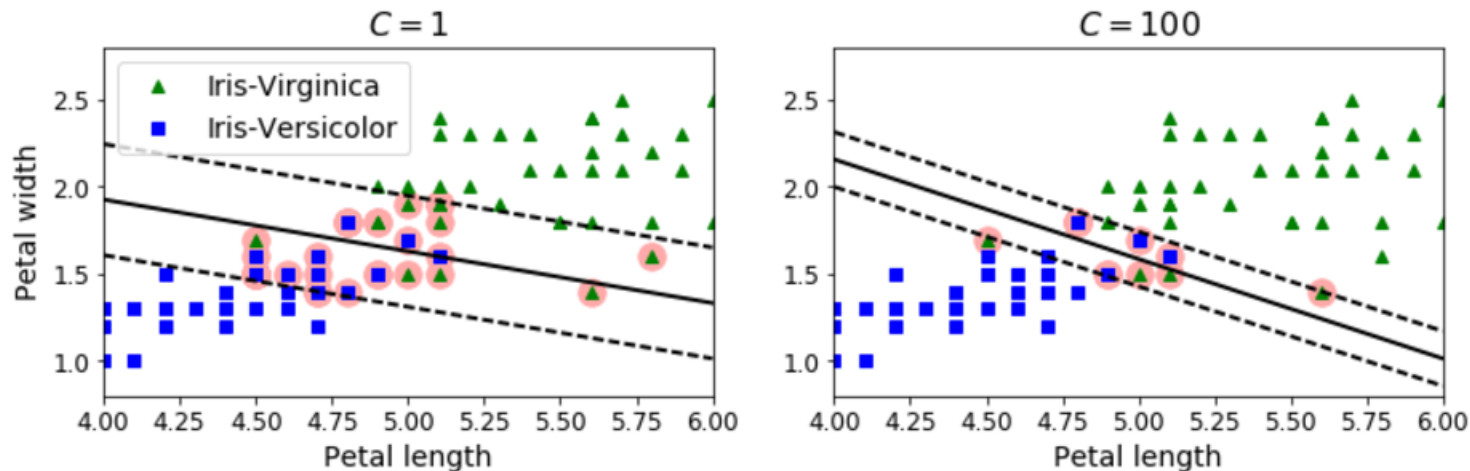 C = 1
2.5
2.0
1.5
1.0
Petal width
Iris-Virginica
Iris-Versicolor
4.00 4.25 4.50 4.75 5.00 5.25 5.50 5.75 6.00
Petal length
C = 100
2.5
2.0
1.5
1.0
4.00 4.25 4.50 4.75 5.00 5.25 5.50 5.75 6.00
Petal length